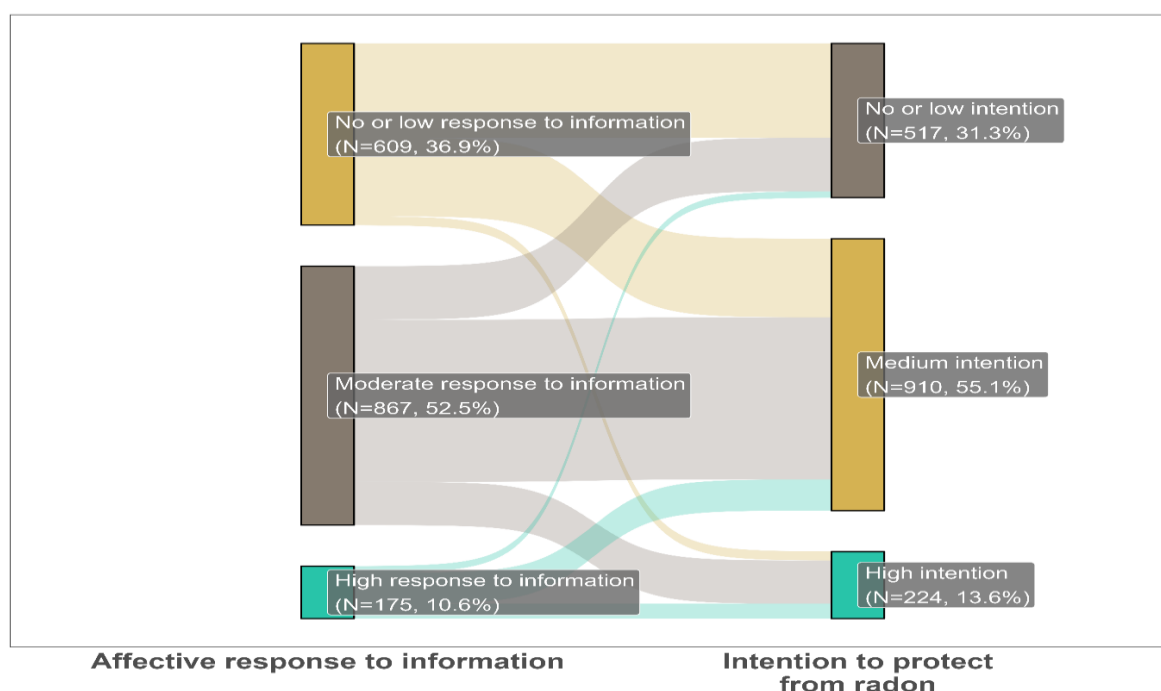 No or low response to information
(N=609, 36.9%)
Moderate response to information
(N=867, 52.5%)
High response to information
(N=175, 10.6%)
No or low intention
(N=517, 31.3%)
Medium intention
(N=910, 55.1%)
High intention
(N=224, 13.6%)
Affective response to information
Intention to protect
from radon